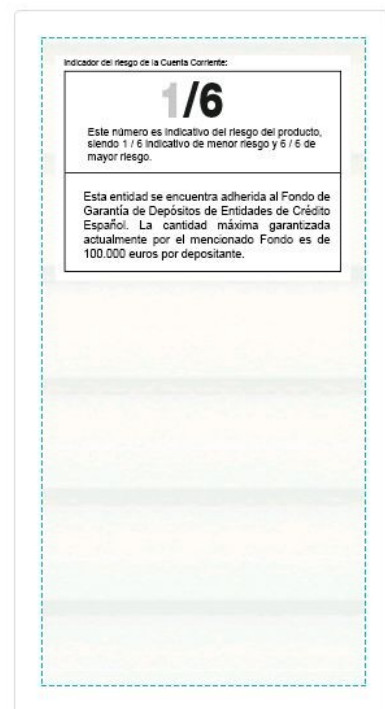 Indicador del riesgo de la Cuenta Corriente:
1/6
Este número es indicativo del riesgo del producto,
siendo 1 / 6 indicativo de menor riesgo y 6 / 6 de
mayor riesgo.
Esta entidad se encuentra adherida al Fondo de
Garantía de Depósitos de Entidades de Crédito
Español. La cantidad máxima garantizada
actualmente por el mencionado Fondo es de
100.000 euros por depositante.